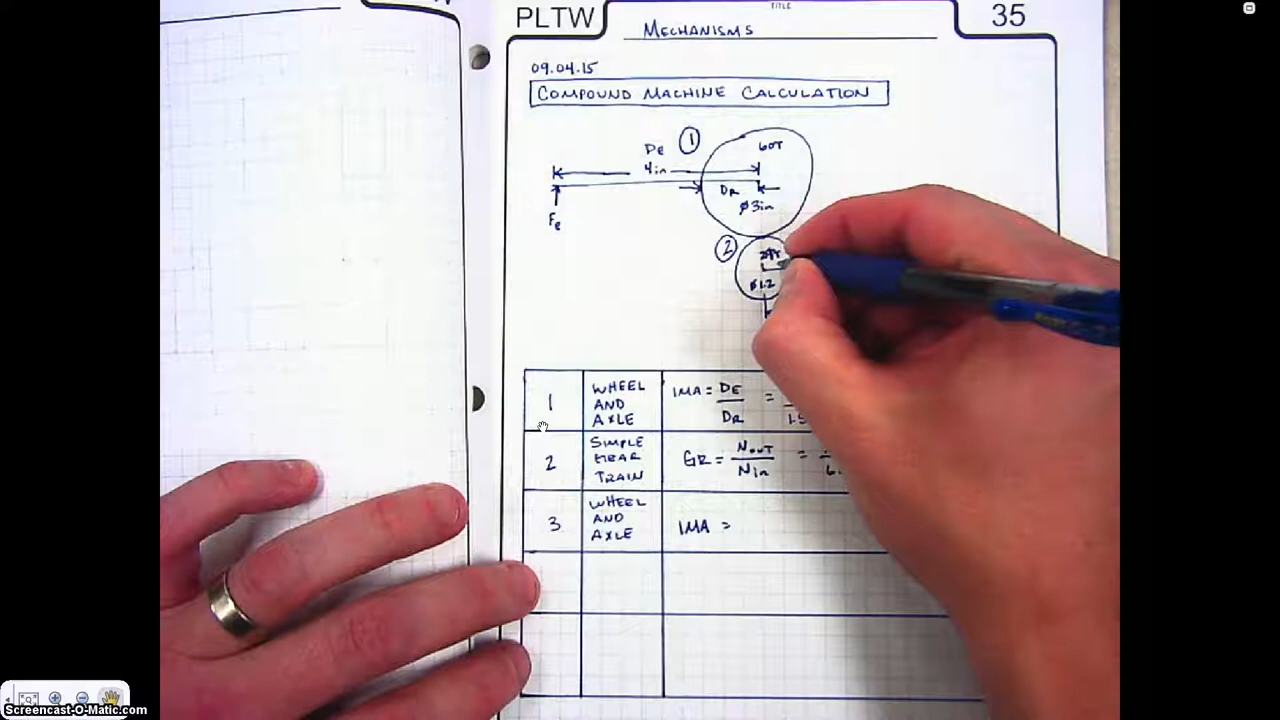 PLTW
TITLE
35
MECHANISMS
09.04.15
COMPOUND MACHINE CALCULATION
1
60T
DE
4in
DR
Ø3in
Fe
2
Ø1.2
1
WHEEL
AND
AXLE
IMA = DE
DR
=
2
SIMPLE
GEAR
TRAIN
GR = NOUT
NIN
=
3
WHEEL
AND
AXLE
IMA =
SCREENCAST-O-MATIC.com